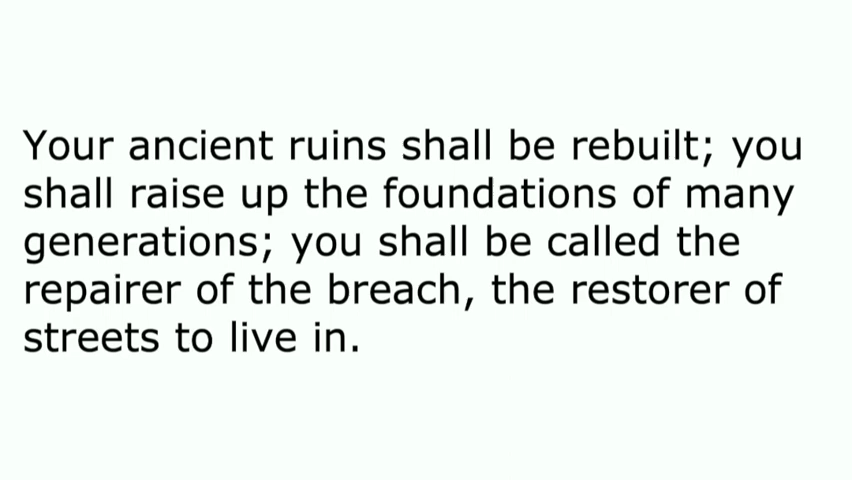 Your ancient ruins shall be rebuilt; you
shall raise up the foundations of many
generations; you shall be called the
repairer of the breach, the restorer of
streets to live in.